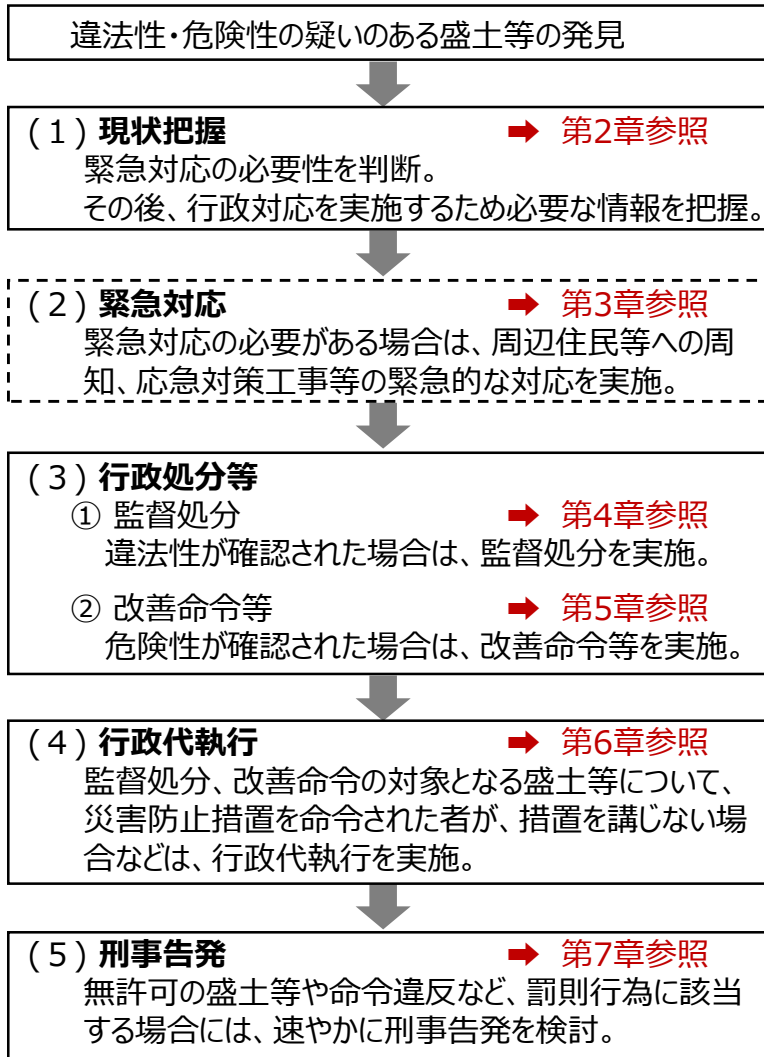 違法性・危険性の疑いのある盛土等の発見
(1)現状把握 ➡ 第2章参照
緊急対応の必要性を判断。
その後、行政対応を実施するため必要な情報を把握。
(2)緊急対応 ➡ 第3章参照
緊急対応の必要がある場合は、周辺住民等への周
知、応急対策工事等の緊急的な対応を実施。
(3)行政処分等
① 監督処分 ➡ 第4章参照
違法性が確認された場合は、監督処分を実施。
② 改善命令等 ➡ 第5章参照
危険性が確認された場合は、改善命令等を実施。
(4)行政代執行 ➡ 第6章参照
監督処分、改善命令の対象となる盛土等について、
災害防止措置を命令された者が、措置を講じない場
合などは、行政代執行を実施。
(5)刑事告発 ➡ 第7章参照
無許可の盛土等や命令違反など、罰則行為に該当
する場合には、速やかに刑事告発を検討。